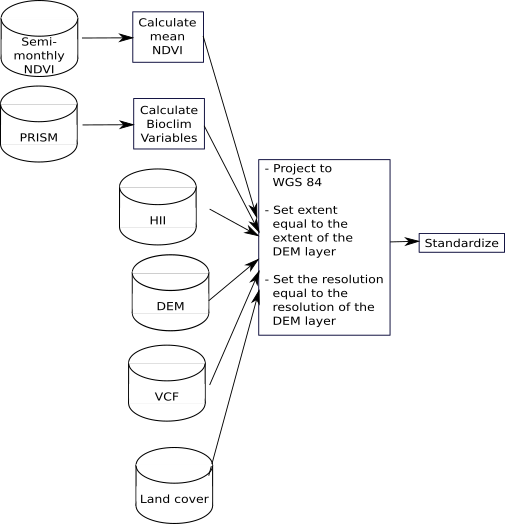 Semi-
monthly
NDVI
Calculate
mean
NDVI
PRISM
Calculate
Bioclim
Variables
HII
DEM
VCF
Land cover
- Project to
WGS 84
- Set extent
equal to the
extent of the
DEM layer
- Set the resolution
equal to the
resolution of the
DEM layer
Standardize